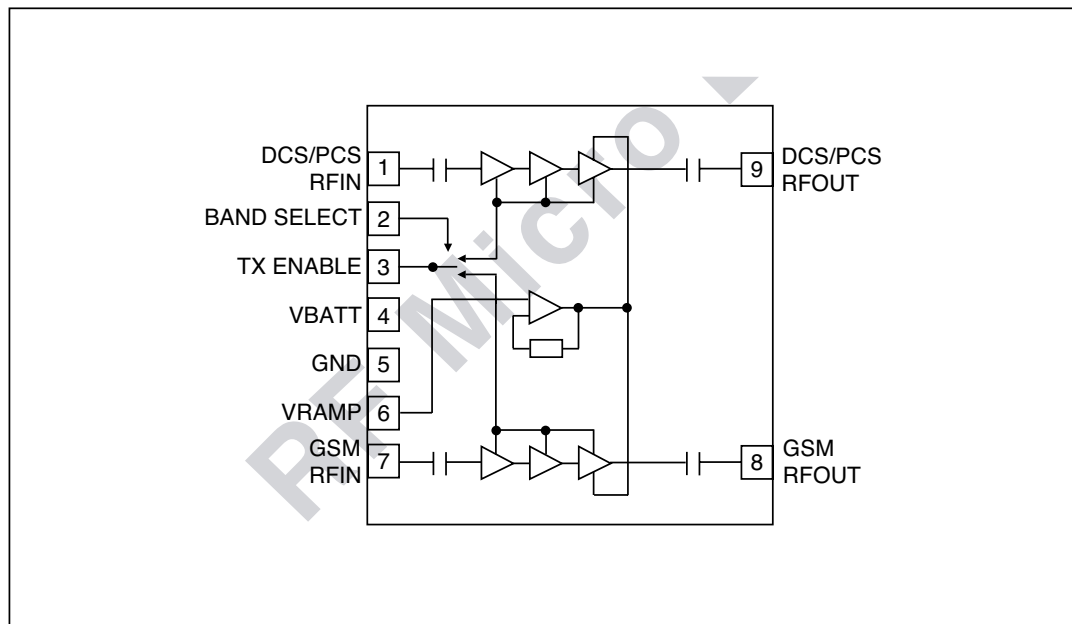 DCS/PCS
RFIN
1
BAND SELECT
2
TX ENABLE
3
VBATT
4
GND
5
VRAMP
6
GSM
RFIN
7
9
DCS/PCS
RFOUT
8
GSM
RFOUT
RF Micro